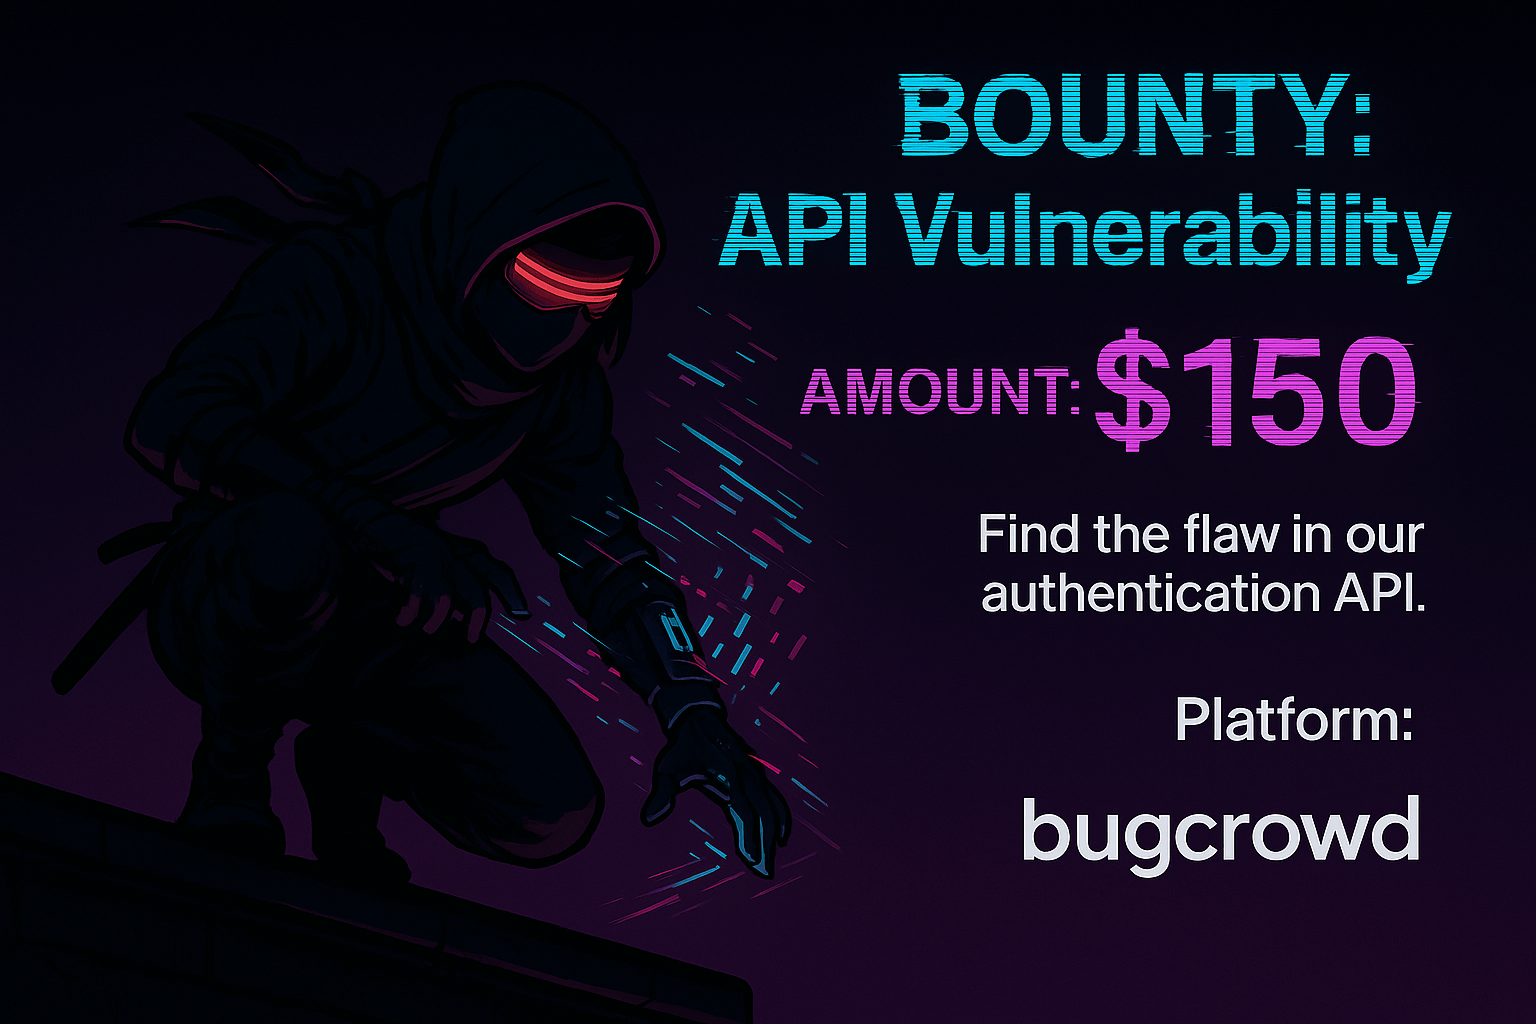 BOUNTY:
API Vulnerability
AMOUNT: $150
Find the flaw in our
authentication API.
Platform:
bugcrowd